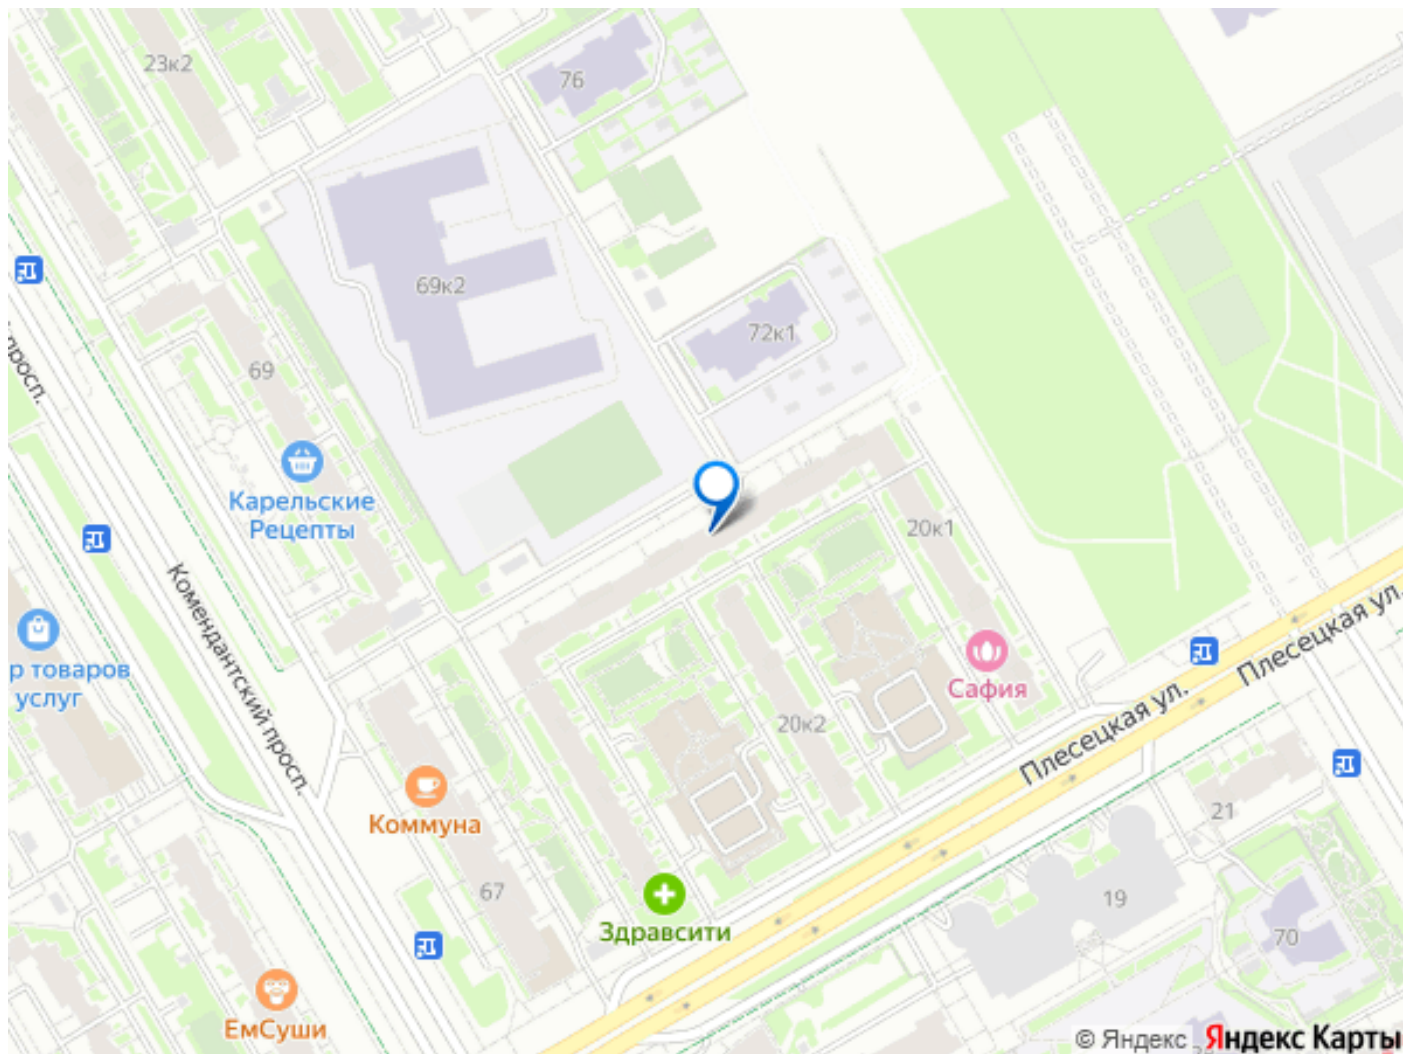 23к2
76
69к2
72к1
69
просп.
Карельские
Рецепты
20к1
Комендантский просп.
р товаров
услуг
Сафия
Плесецкая ул.
Плесецкая ул.
20к2
Коммуна
21
67
19
Здравсити
70
ЕмСуши
© Яндекс Яндекс Карты